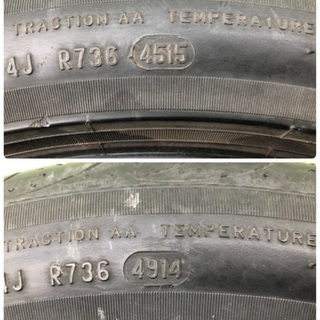 TRACTION AA TEMPERATURE
4J R736 4515
TRACTION AA TEMPERATURE
4J R736 4914